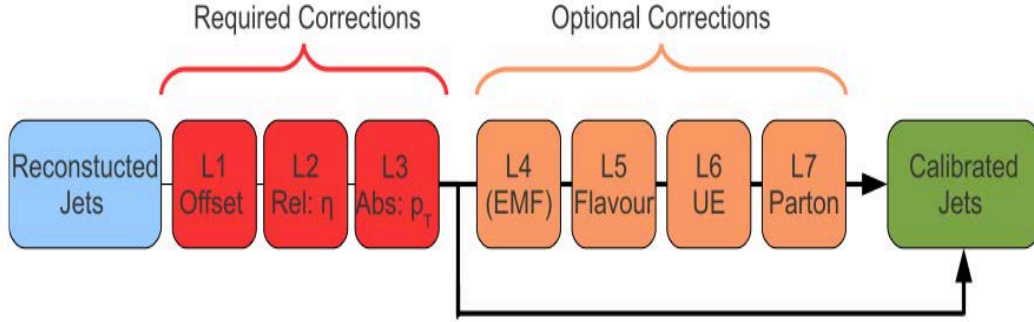 Required Corrections
Optional Corrections
Reconstucted
Jets
L1
Offset
L2
Rel: η
L3
Abs: pT
L4
(EMF)
L5
Flavour
L6
UE
L7
Parton
Calibrated
Jets